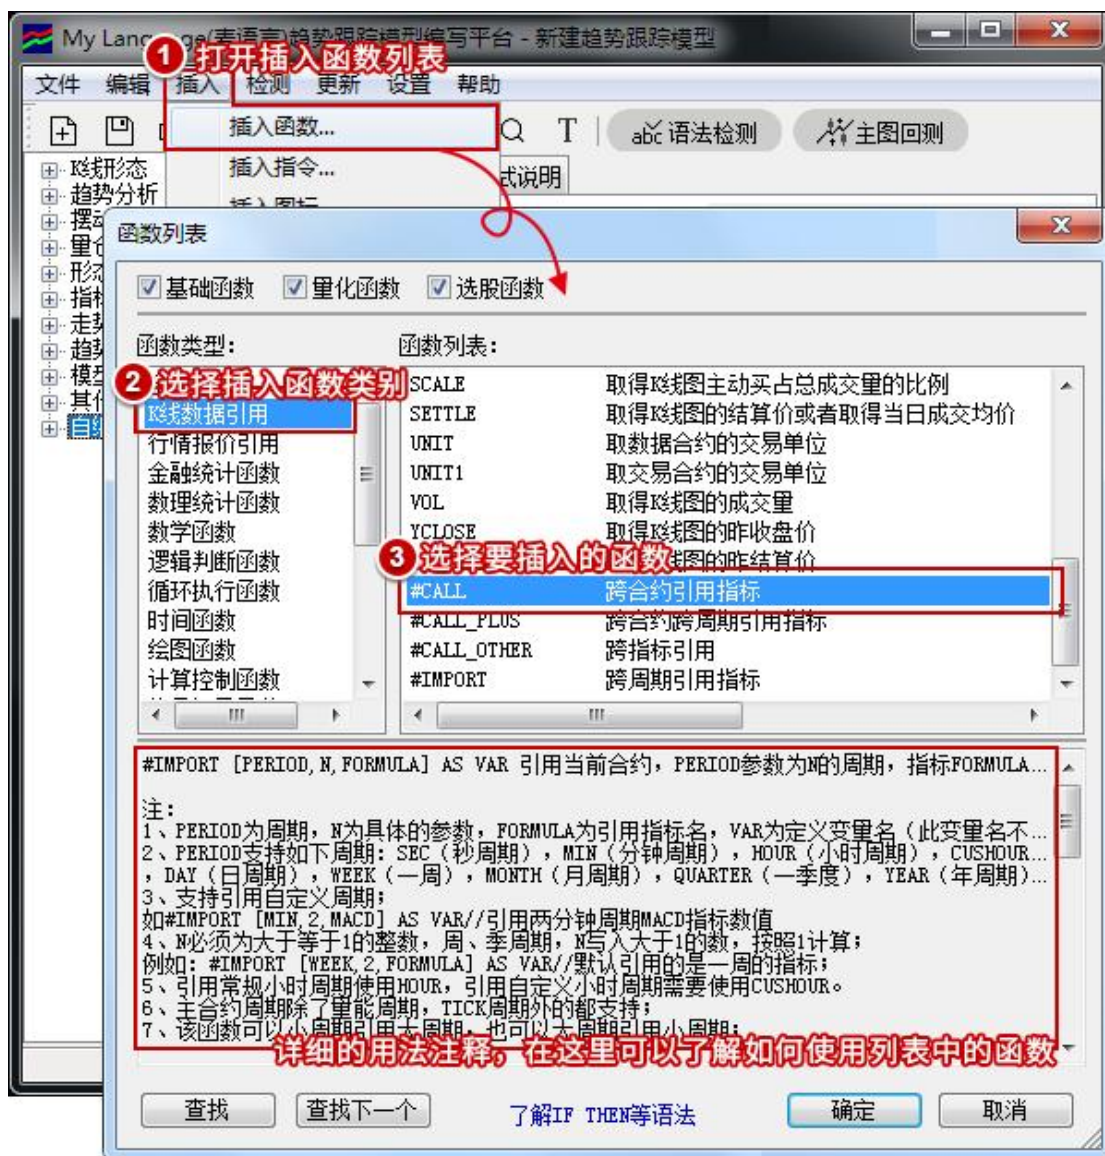 My Lang
趋势跟踪模型编写平台 - 新建趋势跟踪模型
1 打开插入函数列表
文件 编辑 插入 检测 更新 设置 帮助
插入函数...
T 语法检测 主图回测
插入指令...
式说明
K线形态
趋势分析
函数列表
基础函数 量化函数 选股函数
函数类型: 函数列表:
2 选择插入函数类别
SCALE 取得K线图主动买占总成交量的比例
K线数据引用 SETTLE 取得K线图的结算价或者取得当日成交均价
行情报价引用 UNIT 取数据合约的交易单位
金融统计函数 UNIT1 取交易合约的交易单位
数理统计函数 VOL 取得K线图的成交量
数学函数 YCLOSE 取得K线图的昨收盘价
3 选择要插入的函数
逻辑判断函数 线图的昨结算价
循环执行函数 #CALL 跨合约引用指标
时间函数 #CALL_PLUS 跨合约跨周期引用指标
绘图函数 #CALL_OTHER 跨指标引用
计算控制函数 #IMPORT 跨周期引用指标
#IMPORT [PERIOD,N,FORMULA] AS VAR 引用当前合约，PERIOD参数为N的周期，指标FORMULA...
注：
1、PERIOD为周期，N为具体的参数，FORMULA为引用指标名，VAR为定义变量名（此变量名不...
2、PERIOD支持如下周期：SEC（秒周期），MIN（分钟周期），HOUR（小时周期），CUSHOUR...
，DAY（日周期），WEEK（一周），MONTH（月周期），QUARTER（一季度），YEAR（年周期）...
3、支持引用自定义周期；
如#IMPORT [MIN,2,MACD] AS VAR//引用两分钟周期MACD指标数值
4、N必须为大于等于1的整数，周、季周期，N写入大于1的数，按照1计算；
例如：#IMPORT [WEEK,2,FORMULA] AS VAR//默认引用的是一周的指标；
5、引用常规小时周期使用HOUR，引用自定义小时周期需要使用CUSHOUR。
6、主合约周期除了量能周期，TICK周期外的都支持；
7、该函数可以小周期引用大周期，也可以大周期引用小周期；
详细的用法注释，在这里可以了解如何使用列表中的函数
查找 查找下一个 了解IF THEN等语法 确定 取消